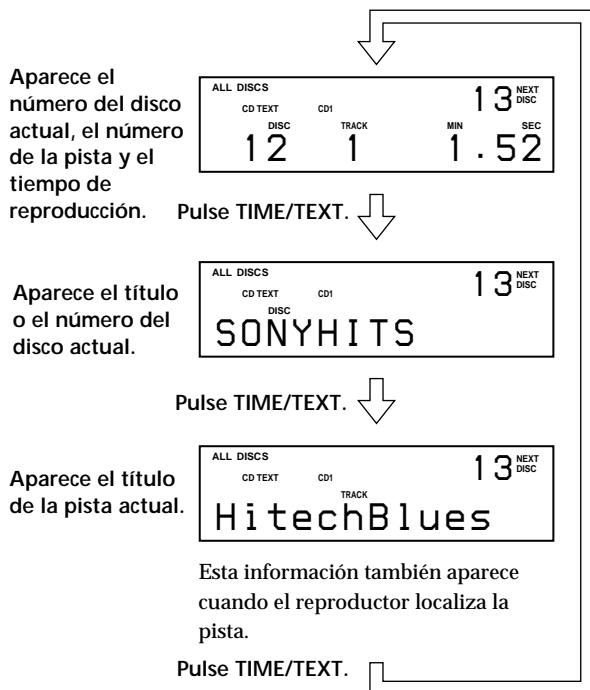 Aparece el
número del disco
actual, el número
de la pista y el
tiempo de
reproducción.
ALL DISCS
CD TEXT CD1 13 NEXT DISC
DISC TRACK MIN SEC
12 1 1.52
Pulse TIME/TEXT.
Aparece el título
o el número del
disco actual.
ALL DISCS
CD TEXT CD1 13 NEXT DISC
DISC
SONYHITS
Pulse TIME/TEXT.
Aparece el título
de la pista actual.
ALL DISCS
CD TEXT CD1 13 NEXT DISC
TRACK
HitechBlues
Esta información también aparece
cuando el reproductor localiza la
pista.
Pulse TIME/TEXT.